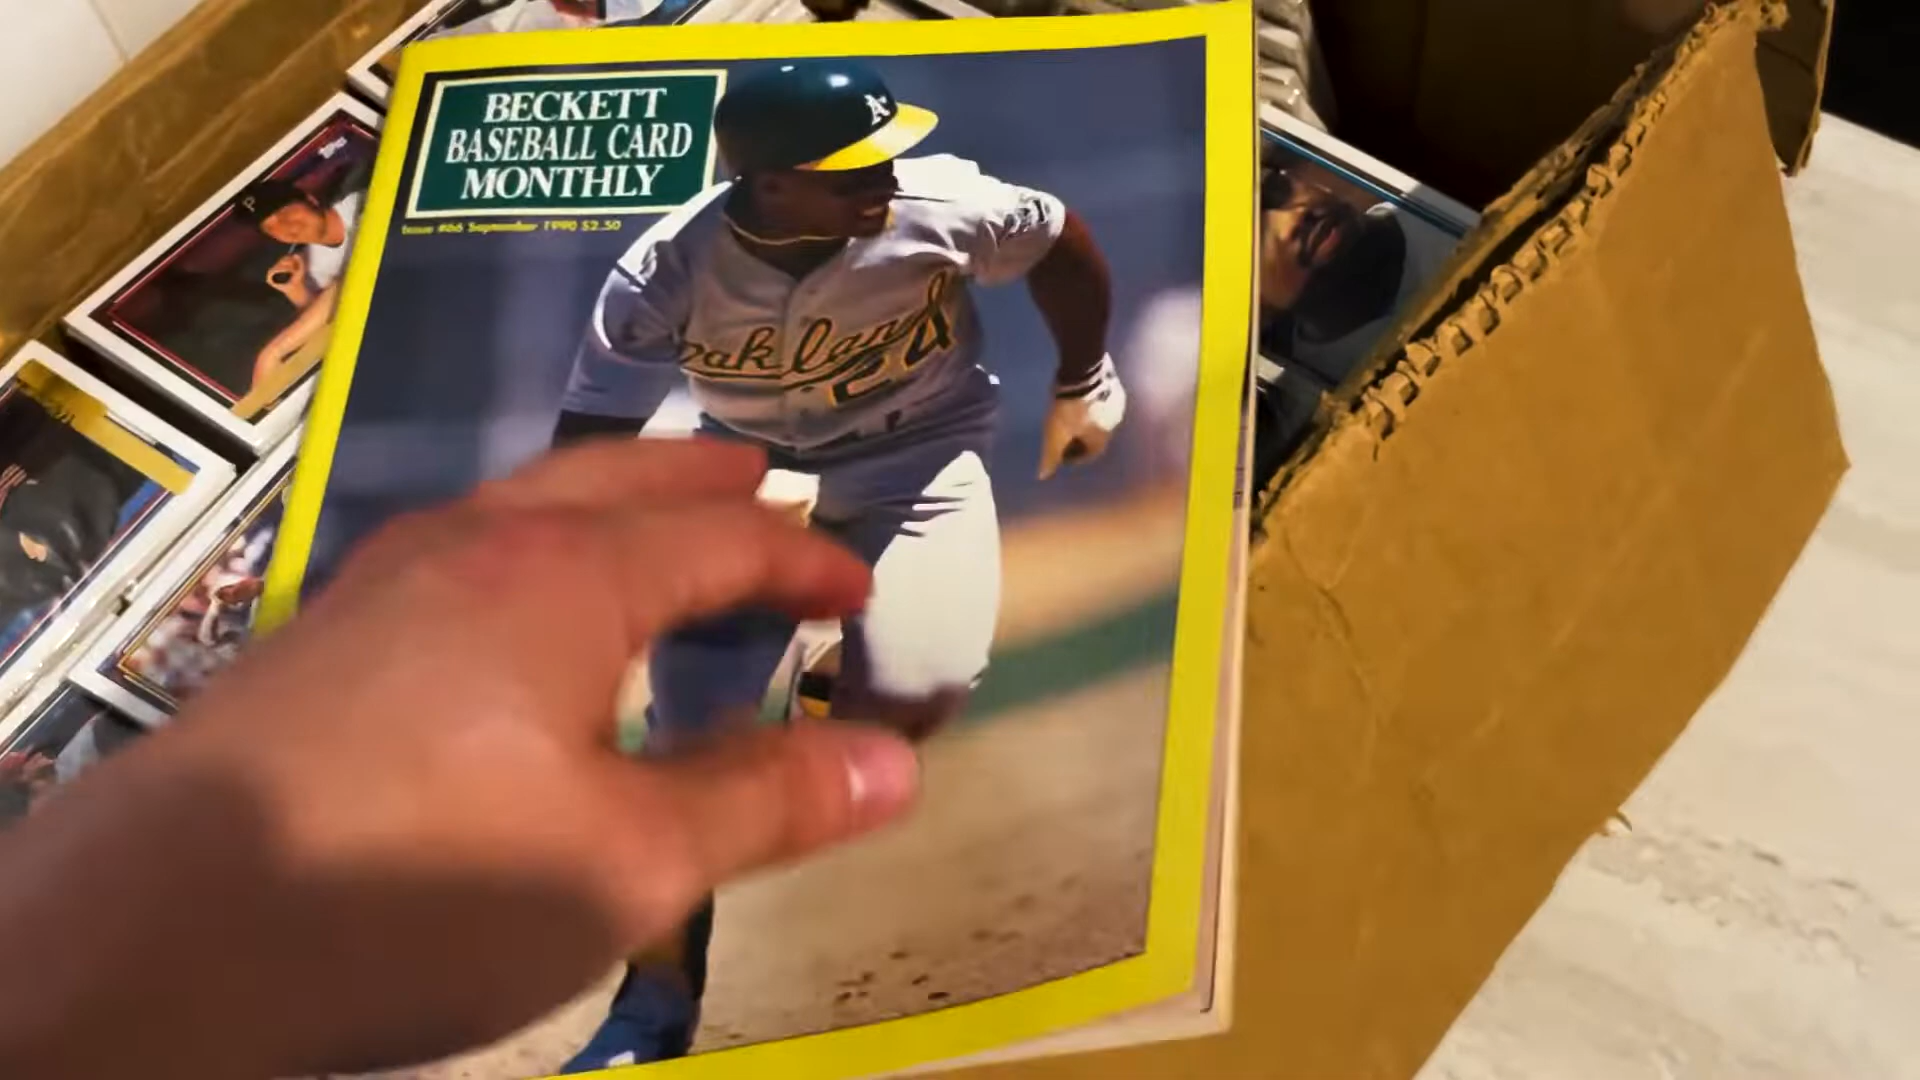 BECKETT
BASEBALL CARD
MONTHLY
Issue #66 September 1990 $2.50
A's
Oakland
24